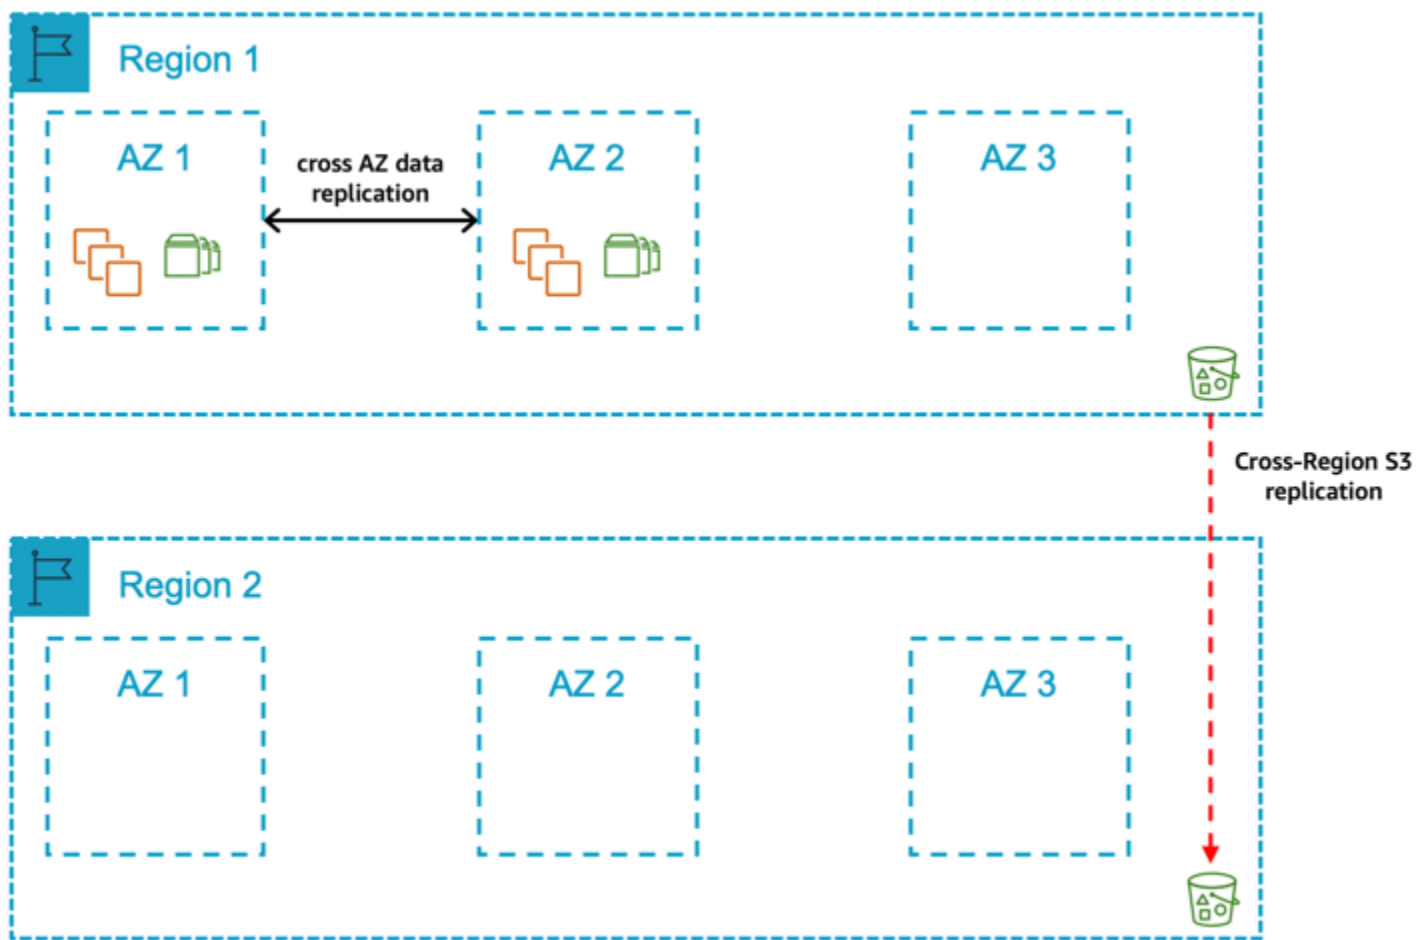 Region 1
AZ 1
cross AZ data
replication
AZ 2
AZ 3
Cross-Region S3
replication
Region 2
AZ 1
AZ 2
AZ 3